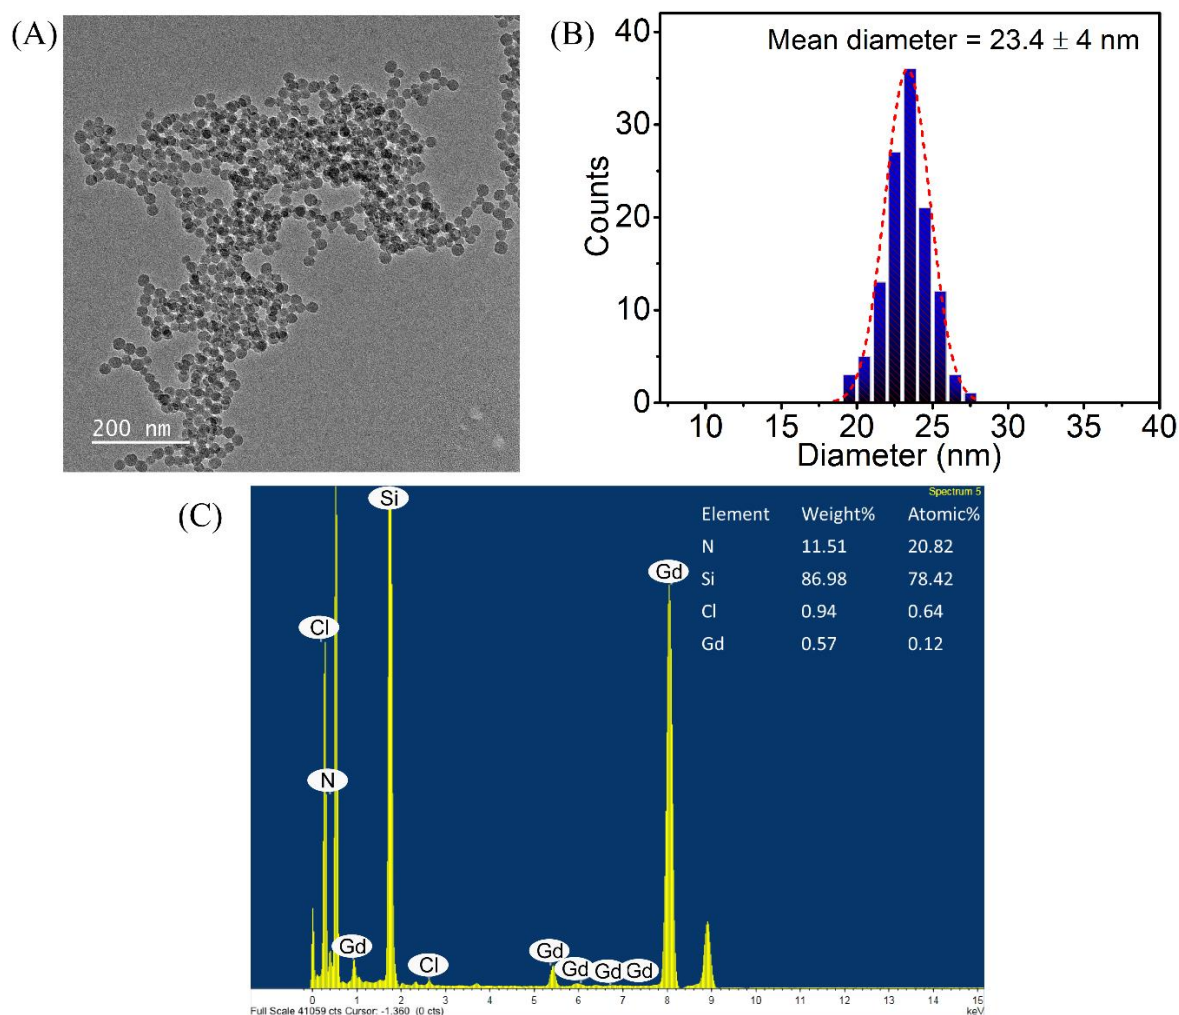 (A)
200 nm
(B)
Mean diameter = 23.4 ± 4 nm
40
30
20
10
0
Counts
10 15 20 25 30 35 40
Diameter (nm)
(C)
Spectrum 5
Element Weight% Atomic%
N 11.51 20.82
Si 86.98 78.42
Cl 0.94 0.64
Gd 0.57 0.12
Si
Gd
Cl
N
Gd
Cl
Gd
Gd
Gd
Gd
0 1 2 3 4 5 6 7 8 9 10 11 12 13 14 15
Full Scale 41059 cts Cursor: -1.360 (0 cts) keV